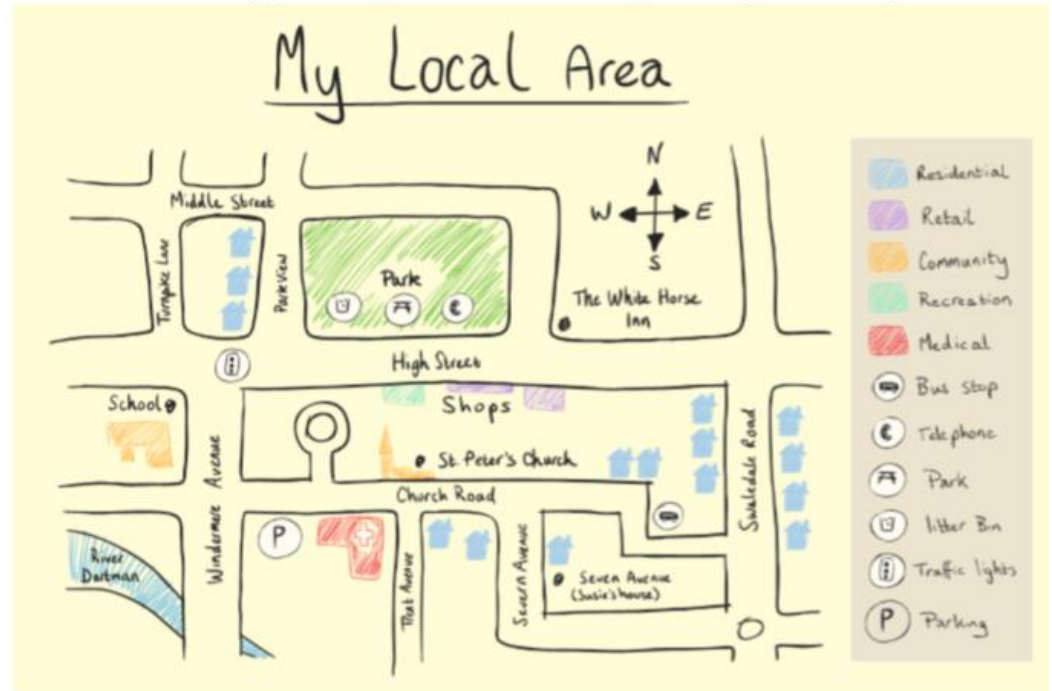 My Local Area
N
W E
S
Middle Street
Turnpike Lane
Park View
Park
The White Horse
Inn
High Street
School
Shops
Windermere Avenue
St. Peter's Church
Church Road
Swaledale Road
River
Dartman
P
Trent Avenue
Severn Avenue
Seven Avenue
(Susie's house)
Residential
Retail
Community
Recreation
Medical
Bus Stop
Telephone
Park
litter Bin
Traffic lights
P Parking